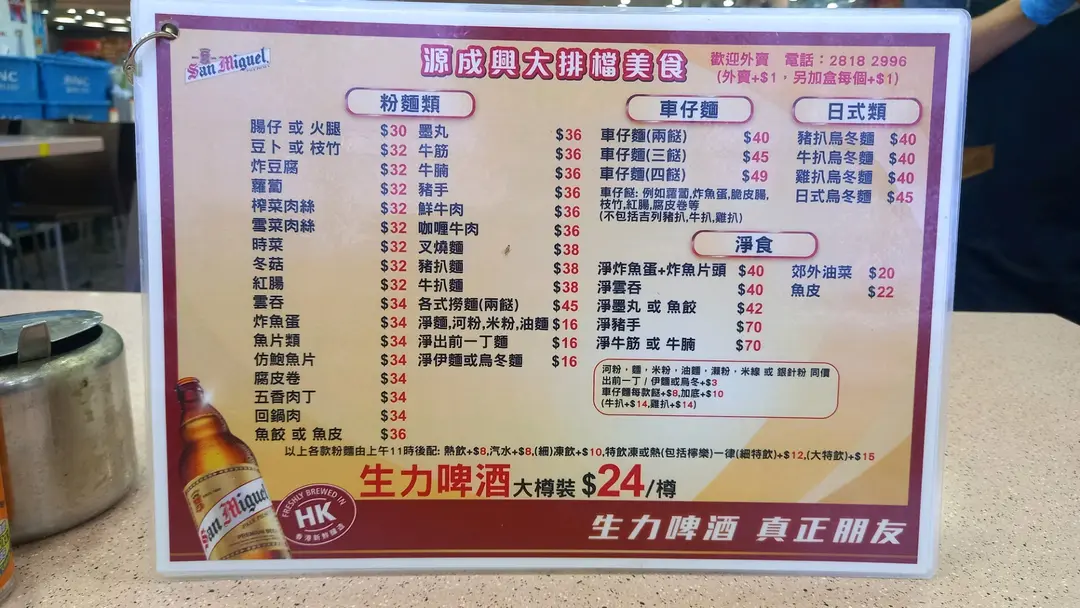 San Miguel
源成興大排檔美食
歡迎外賣 電話：2818 2996
(外賣+$1，另加盒每個+$1)
粉麵類
腸仔 或 火腿 $30
豆卜 或 枝竹 $32
炸豆腐 $32
蘿蔔 $32
榨菜肉絲 $32
雪菜肉絲 $32
時菜 $32
冬菇 $32
紅腸 $32
雲吞 $34
炸魚蛋 $34
魚片類 $34
仿鮑魚片 $34
腐皮卷 $34
五香肉丁 $34
回鍋肉 $34
魚餃 或 魚皮 $36
墨丸 $36
牛筋 $36
牛腩 $36
豬手 $36
鮮牛肉 $36
咖喱牛肉 $36
叉燒麵 $38
豬扒麵 $38
牛扒麵 $38
各式撈麵(兩餸) $45
淨麵,河粉,米粉,油麵 $16
淨出前一丁麵 $16
淨伊麵或烏冬麵 $16
車仔麵
車仔麵(兩餸) $40
車仔麵(三餸) $45
車仔麵(四餸) $49
車仔餸: 例如蘿蔔,炸魚蛋,脆皮腸,
枝竹,紅腸,腐皮卷等
(不包括吉列豬扒,牛扒,雞扒)
日式類
豬扒烏冬麵 $40
牛扒烏冬麵 $40
雞扒烏冬麵 $40
日式烏冬麵 $45
淨食
淨炸魚蛋+炸魚片頭 $40
淨雲吞 $40
淨墨丸 或 魚餃 $42
淨豬手 $70
淨牛筋 或 牛腩 $70
郊外油菜 $20
魚皮 $22
河粉，麵，米粉，油麵，瀨粉，米線 或 銀針粉 同價
出前一丁 / 伊麵或烏冬+$3
車仔麵每款餸+$8,加底+$10
(牛扒+$14,雞扒+$14)
以上各款粉麵由上午11時後配: 熱飲+$8,汽水+$8,(細)凍飲+$10,特飲凍或熱(包括檸樂)一律(細特飲)+$12,(大特飲)+$15
生力啤酒 大樽裝 $24/樽
San Miguel
FRESHLY BREWED IN
HK
香港新鮮釀造
生力啤酒 真正朋友